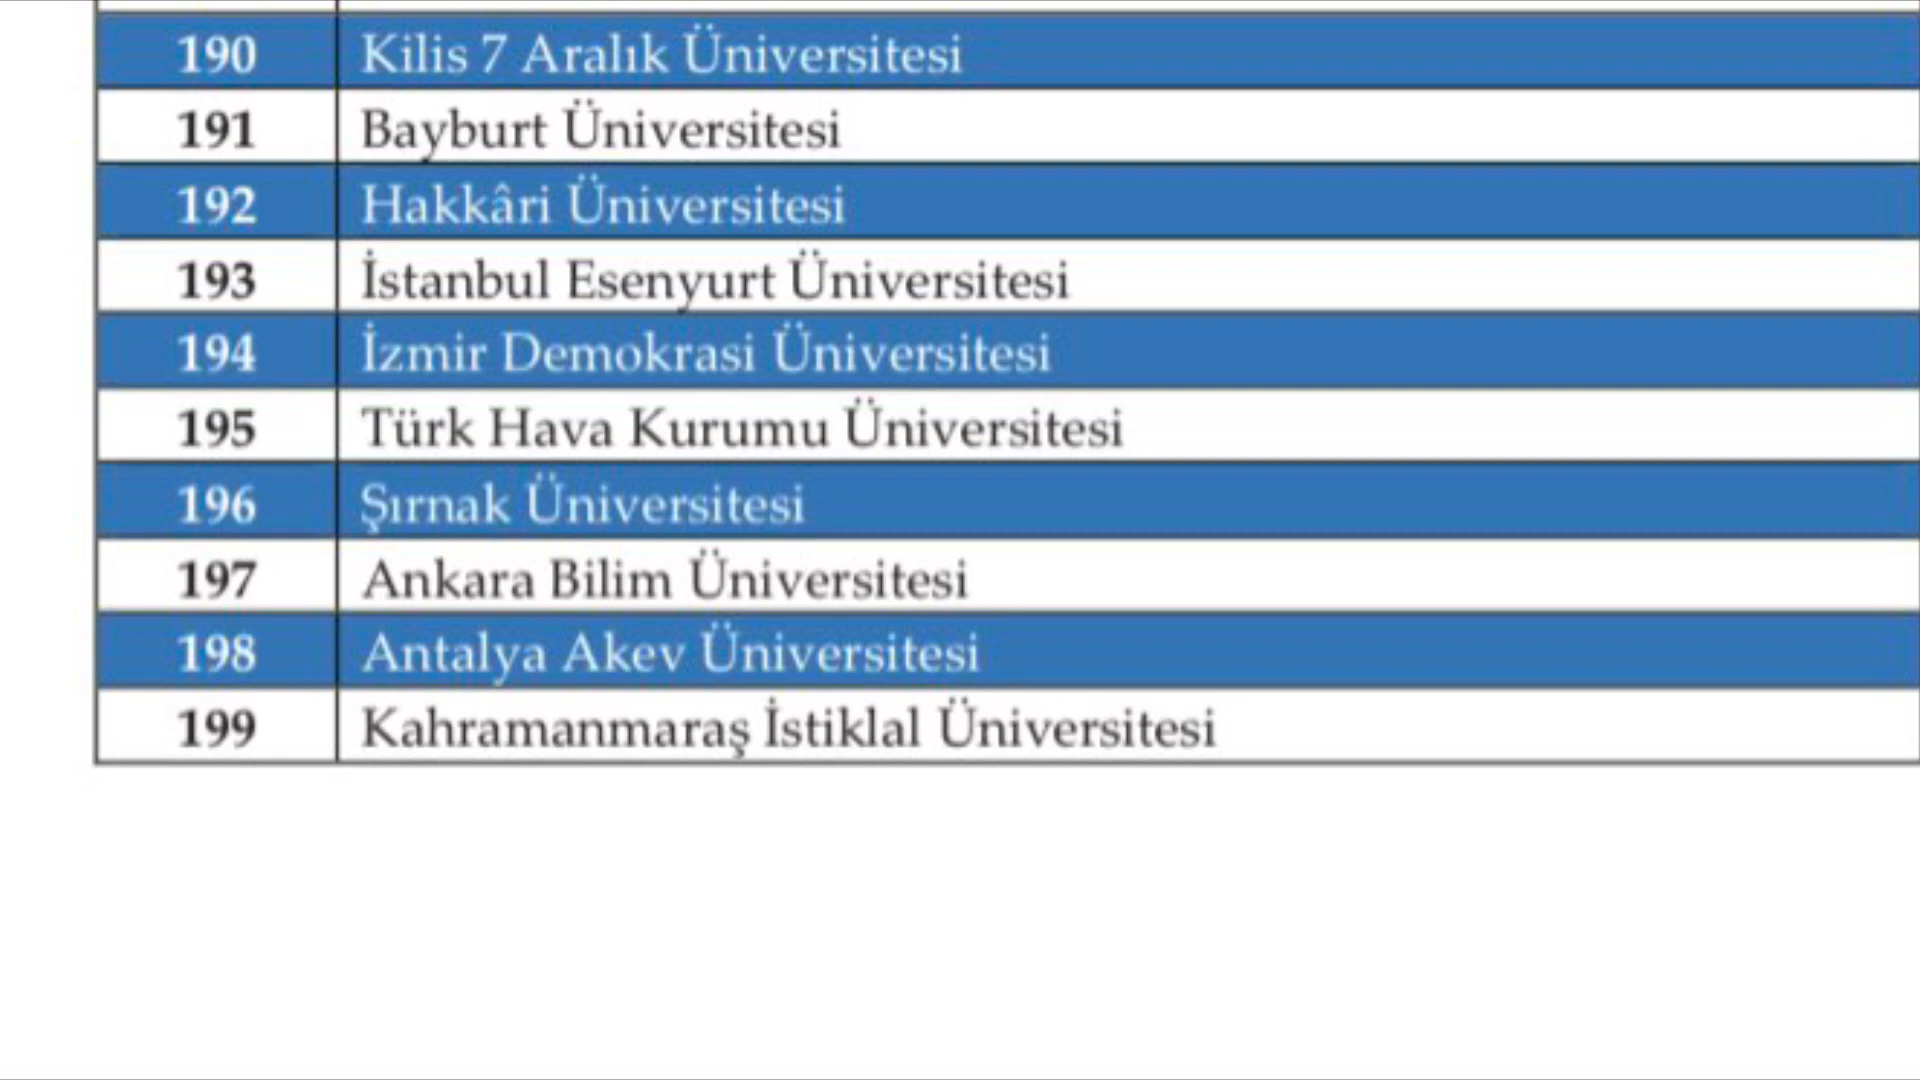 190 Kilis 7 Aralık Üniversitesi
191 Bayburt Üniversitesi
192 Hakkâri Üniversitesi
193 İstanbul Esenyurt Üniversitesi
194 İzmir Demokrasi Üniversitesi
195 Türk Hava Kurumu Üniversitesi
196 Şırnak Üniversitesi
197 Ankara Bilim Üniversitesi
198 Antalya Akev Üniversitesi
199 Kahramanmaraş İstiklal Üniversitesi